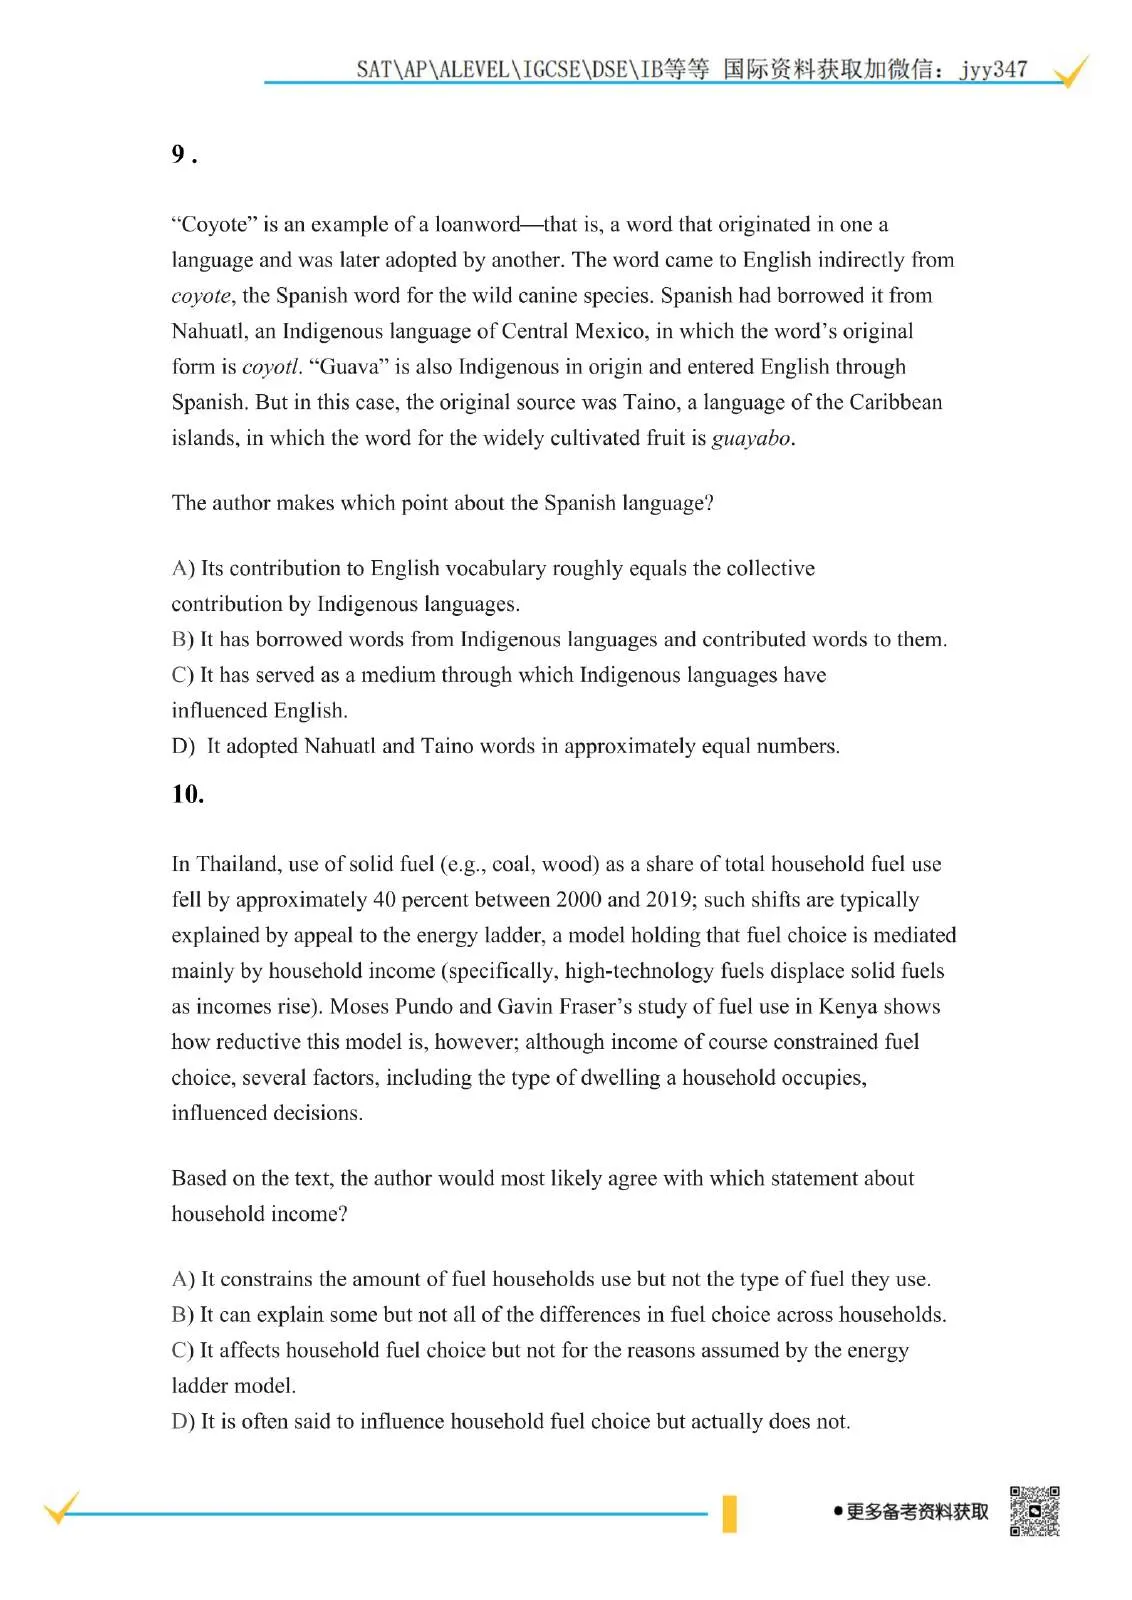 SAT\AP\ALEVEL\IGCSE\DSE\IB等等 国际资料获取加微信：jyy347
9 .
“Coyote” is an example of a loanword—that is, a word that originated in one a
language and was later adopted by another. The word came to English indirectly from
coyote, the Spanish word for the wild canine species. Spanish had borrowed it from
Nahuatl, an Indigenous language of Central Mexico, in which the word’s original
form is coyotl. “Guava” is also Indigenous in origin and entered English through
Spanish. But in this case, the original source was Taino, a language of the Caribbean
islands, in which the word for the widely cultivated fruit is guayabo.
The author makes which point about the Spanish language?
A) Its contribution to English vocabulary roughly equals the collective
contribution by Indigenous languages.
B) It has borrowed words from Indigenous languages and contributed words to them.
C) It has served as a medium through which Indigenous languages have
influenced English.
D)  It adopted Nahuatl and Taino words in approximately equal numbers.
10.
In Thailand, use of solid fuel (e.g., coal, wood) as a share of total household fuel use
fell by approximately 40 percent between 2000 and 2019; such shifts are typically
explained by appeal to the energy ladder, a model holding that fuel choice is mediated
mainly by household income (specifically, high-technology fuels displace solid fuels
as incomes rise). Moses Pundo and Gavin Fraser’s study of fuel use in Kenya shows
how reductive this model is, however; although income of course constrained fuel
choice, several factors, including the type of dwelling a household occupies,
influenced decisions.
Based on the text, the author would most likely agree with which statement about
household income?
A) It constrains the amount of fuel households use but not the type of fuel they use.
B) It can explain some but not all of the differences in fuel choice across households.
C) It affects household fuel choice but not for the reasons assumed by the energy
ladder model.
D) It is often said to influence household fuel choice but actually does not.
•更多备考资料获取